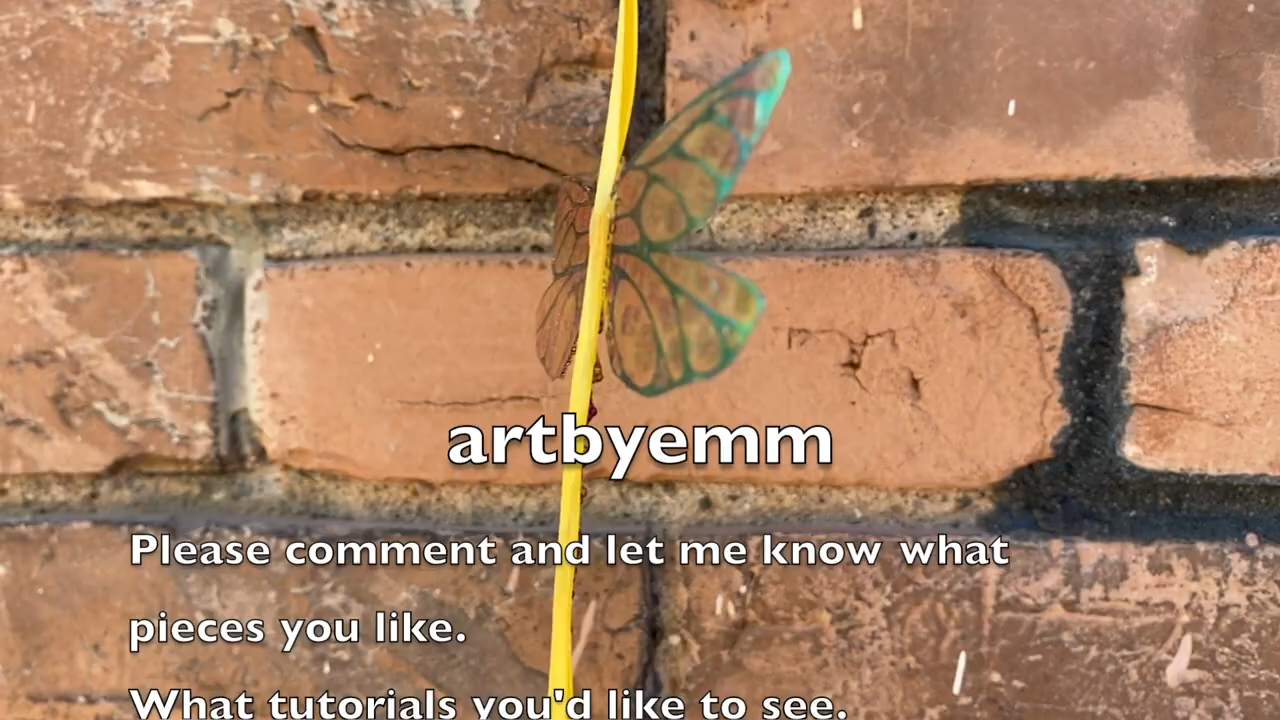 artbyemm
Please comment and let me know what
pieces you like.
What tutorials you'd like to see.